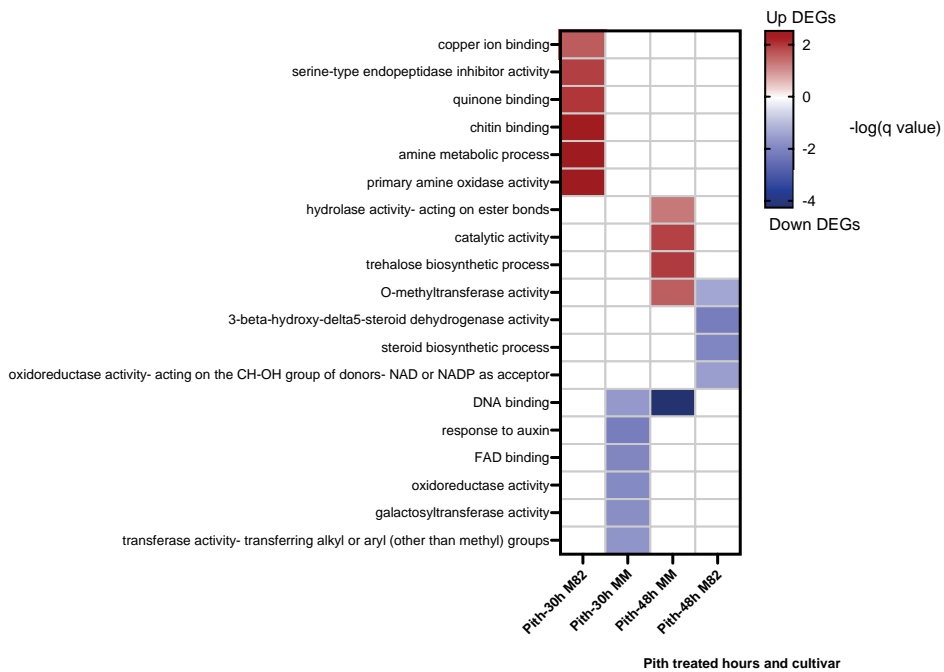 Up DEGs
copper ion binding
serine-type endopeptidase inhibitor activity
quinone binding
chitin binding
amine metabolic process
primary amine oxidase activity
hydrolase activity- acting on ester bonds
catalytic activity
trehalose biosynthetic process
O-methyltransferase activity
3-beta-hydroxy-delta5-steroid dehydrogenase activity
steroid biosynthetic process
oxidoreductase activity- acting on the CH-OH group of donors- NAD or NADP as acceptor
DNA binding
response to auxin
FAD binding
oxidoreductase activity
galactosyltransferase activity
transferase activity- transferring alkyl or aryl (other than methyl) groups
2
0
-2
-4
-log(q value)
Down DEGs
Pith-30h M82
Pith-30h MM
Pith-48h MM
Pith-48h M82
Pith treated hours and cultivar